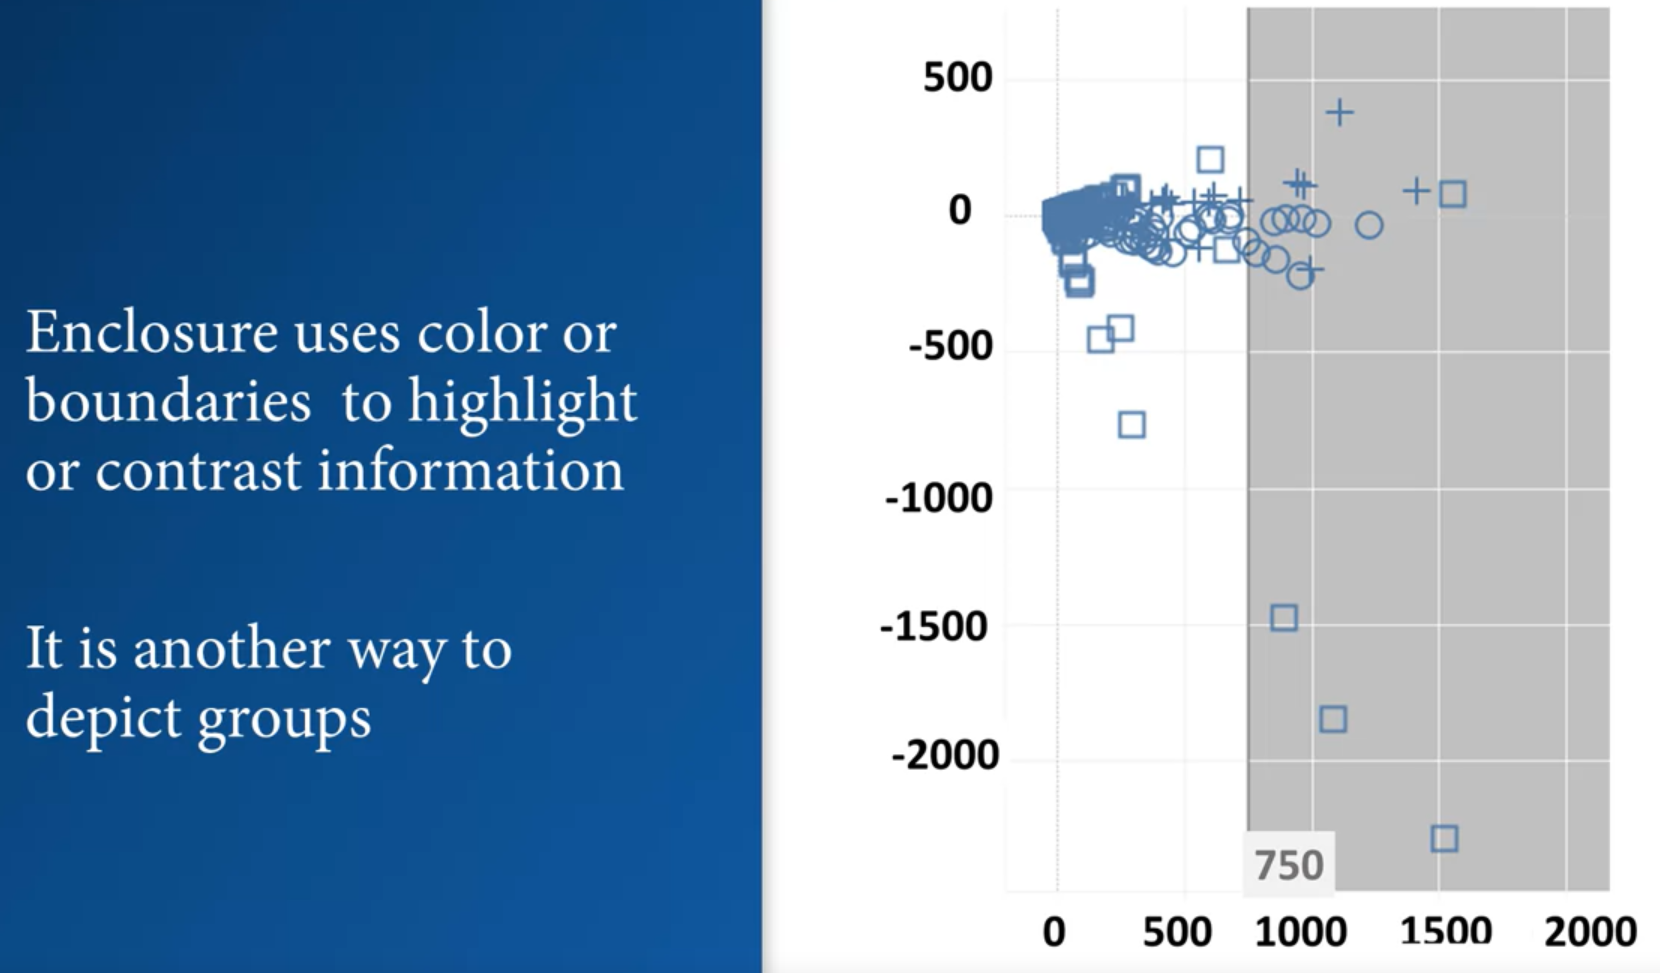 Enclosure uses color or
boundaries to highlight
or contrast information
It is another way to
depict groups
500
0
-500
-1000
-1500
-2000
750
0 500 1000 1500 2000